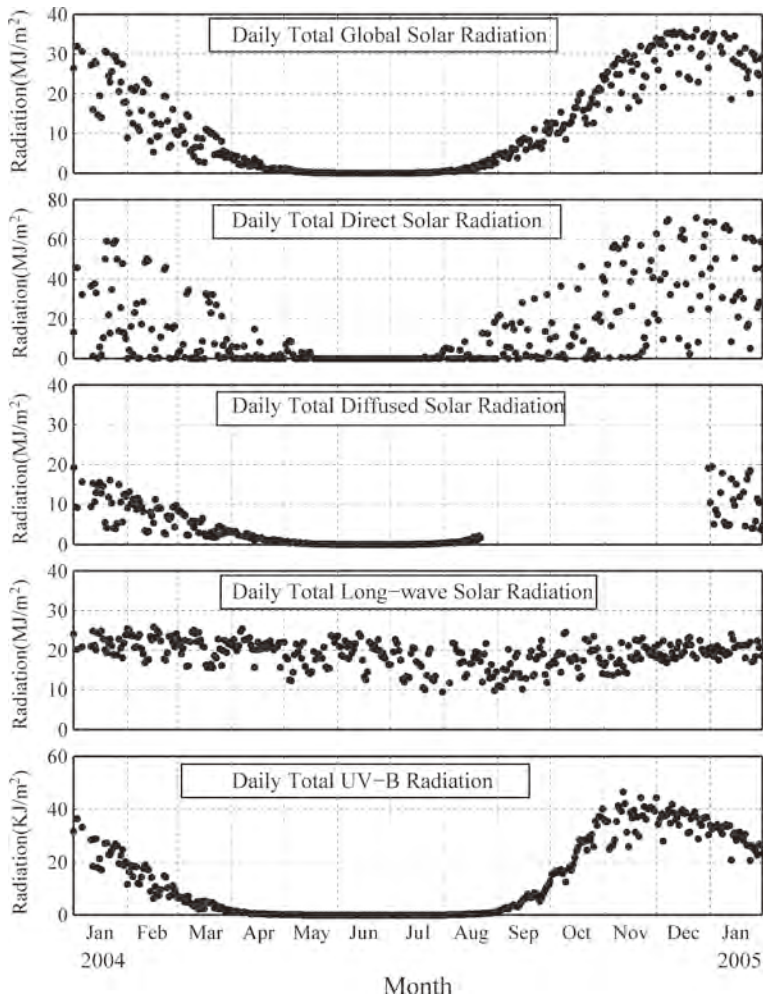 Daily Total Global Solar Radiation
Radiation(MJ/m²)
40
30
20
10
0
Daily Total Direct Solar Radiation
Radiation(MJ/m²)
80
60
40
20
0
Daily Total Diffused Solar Radiation
Radiation(MJ/m²)
40
30
20
10
0
Daily Total Long-wave Solar Radiation
Radiation(MJ/m²)
40
30
20
10
0
Daily Total UV-B Radiation
Radiation(KJ/m²)
60
40
20
0
Jan Feb Mar Apr May Jun Jul Aug Sep Oct Nov Dec Jan
2004 2005
Month